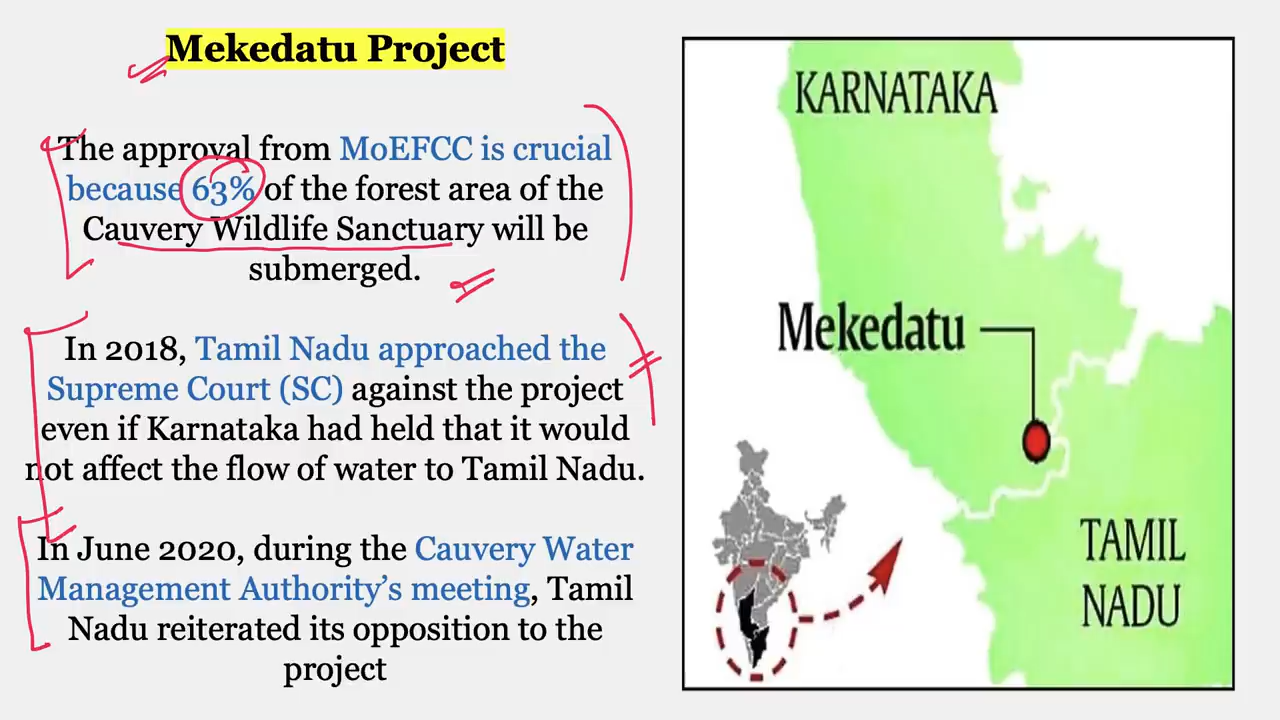 Mekedatu Project
The approval from MoEFCC is crucial
because 63% of the forest area of the
Cauvery Wildlife Sanctuary will be
submerged.
In 2018, Tamil Nadu approached the
Supreme Court (SC) against the project
even if Karnataka had held that it would
not affect the flow of water to Tamil Nadu.
In June 2020, during the Cauvery Water
Management Authority’s meeting, Tamil
Nadu reiterated its opposition to the
project
KARNATAKA
Mekedatu
TAMIL
NADU